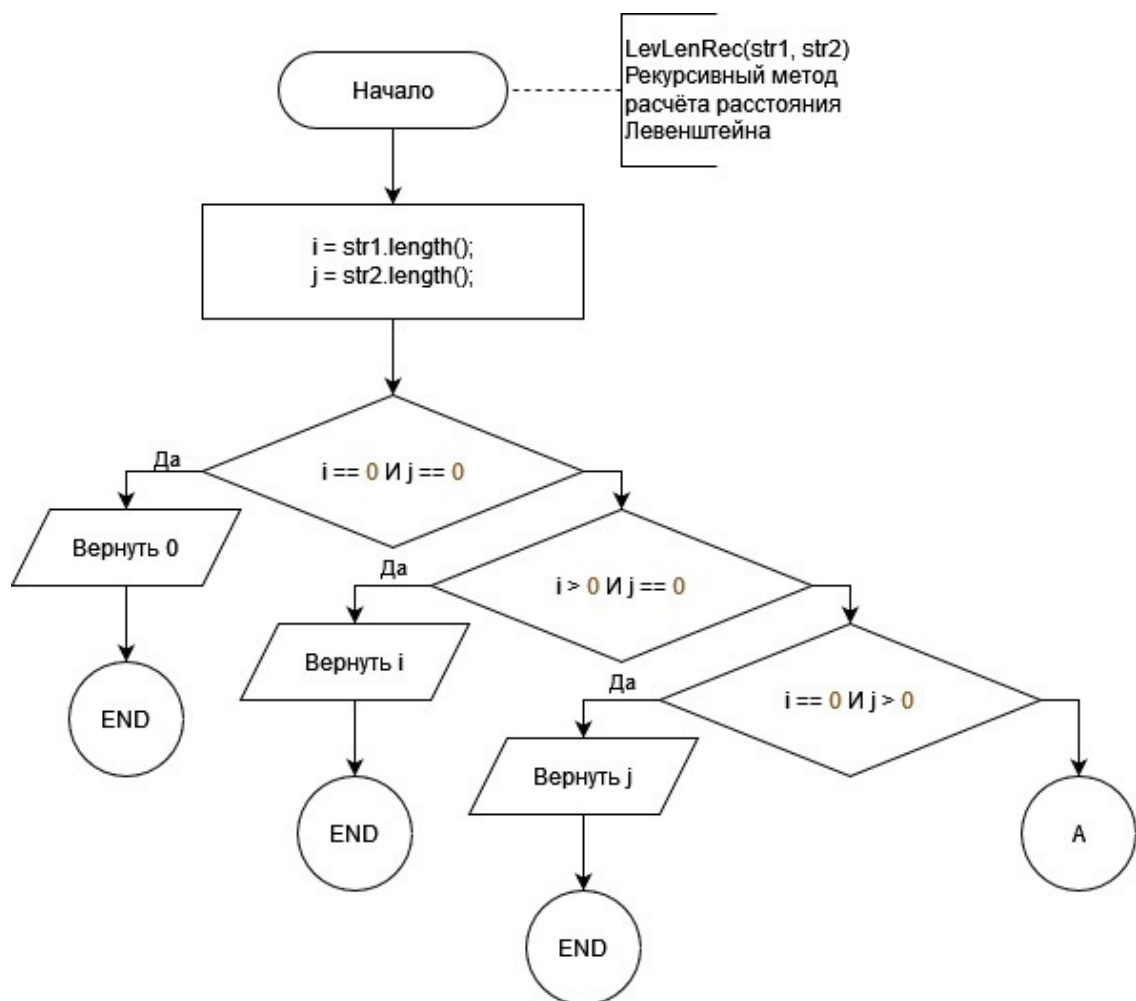 Начало
LevLenRec(str1, str2)
Рекурсивный метод
расчёта расстояния
Левенштейна
i = str1.length();
j = str2.length();
i == 0 И j == 0
Да
Вернуть 0
END
i > 0 И j == 0
Да
Вернуть i
END
i == 0 И j > 0
Да
Вернуть j
END
A